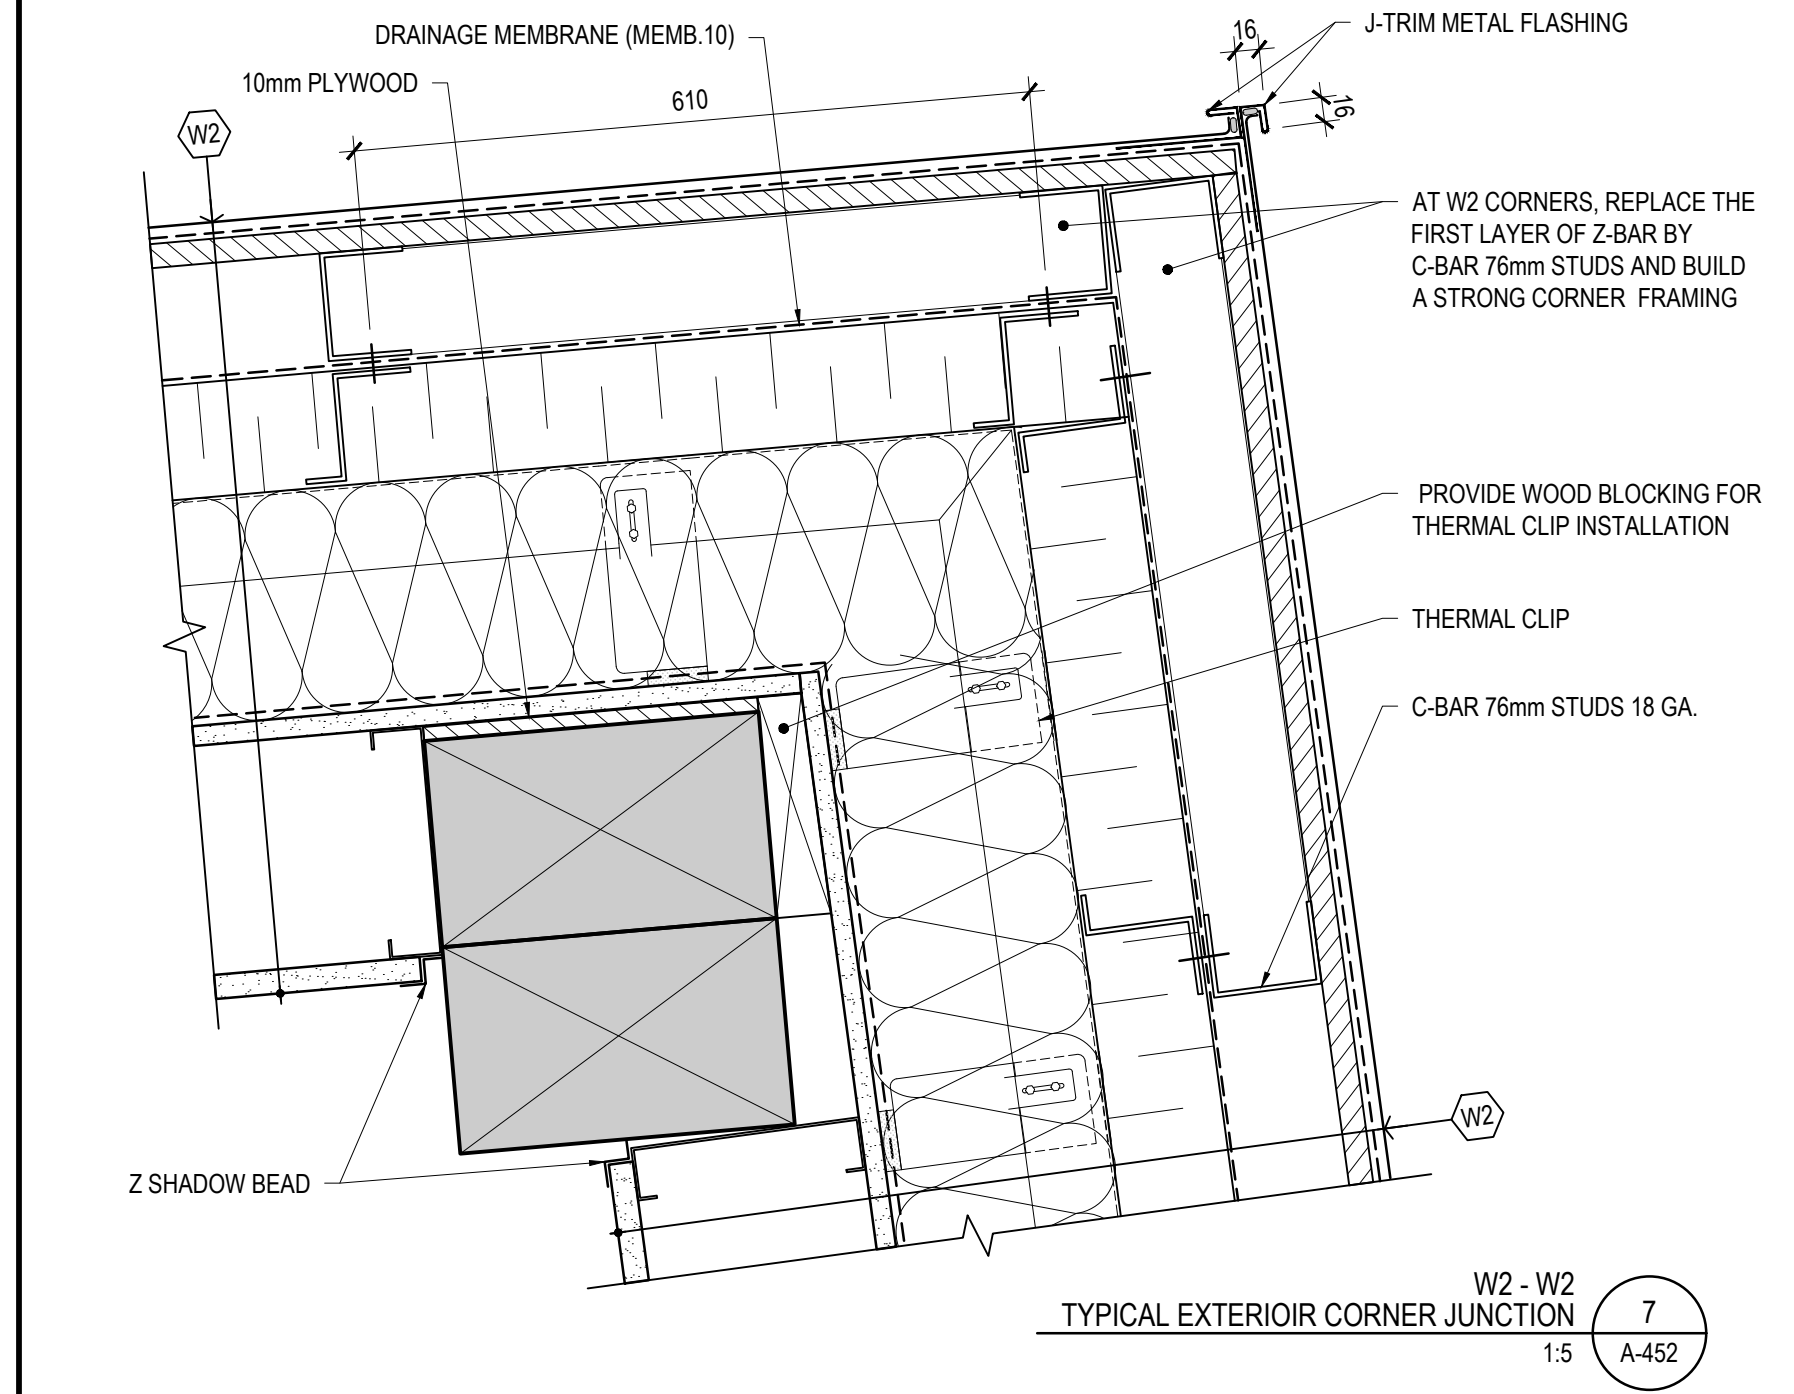 DRAINAGE MEMBRANE (MEMB.10)
10mm PLYWOOD
W2
610
16
16
J-TRIM METAL FLASHING
AT W2 CORNERS, REPLACE THE
FIRST LAYER OF Z-BAR BY
C-BAR 76mm STUDS AND BUILD
A STRONG CORNER FRAMING
PROVIDE WOOD BLOCKING FOR
THERMAL CLIP INSTALLATION
THERMAL CLIP
C-BAR 76mm STUDS 18 GA.
W2
Z SHADOW BEAD
W2 - W2
TYPICAL EXTERIOIR CORNER JUNCTION
1:5
7
A-452